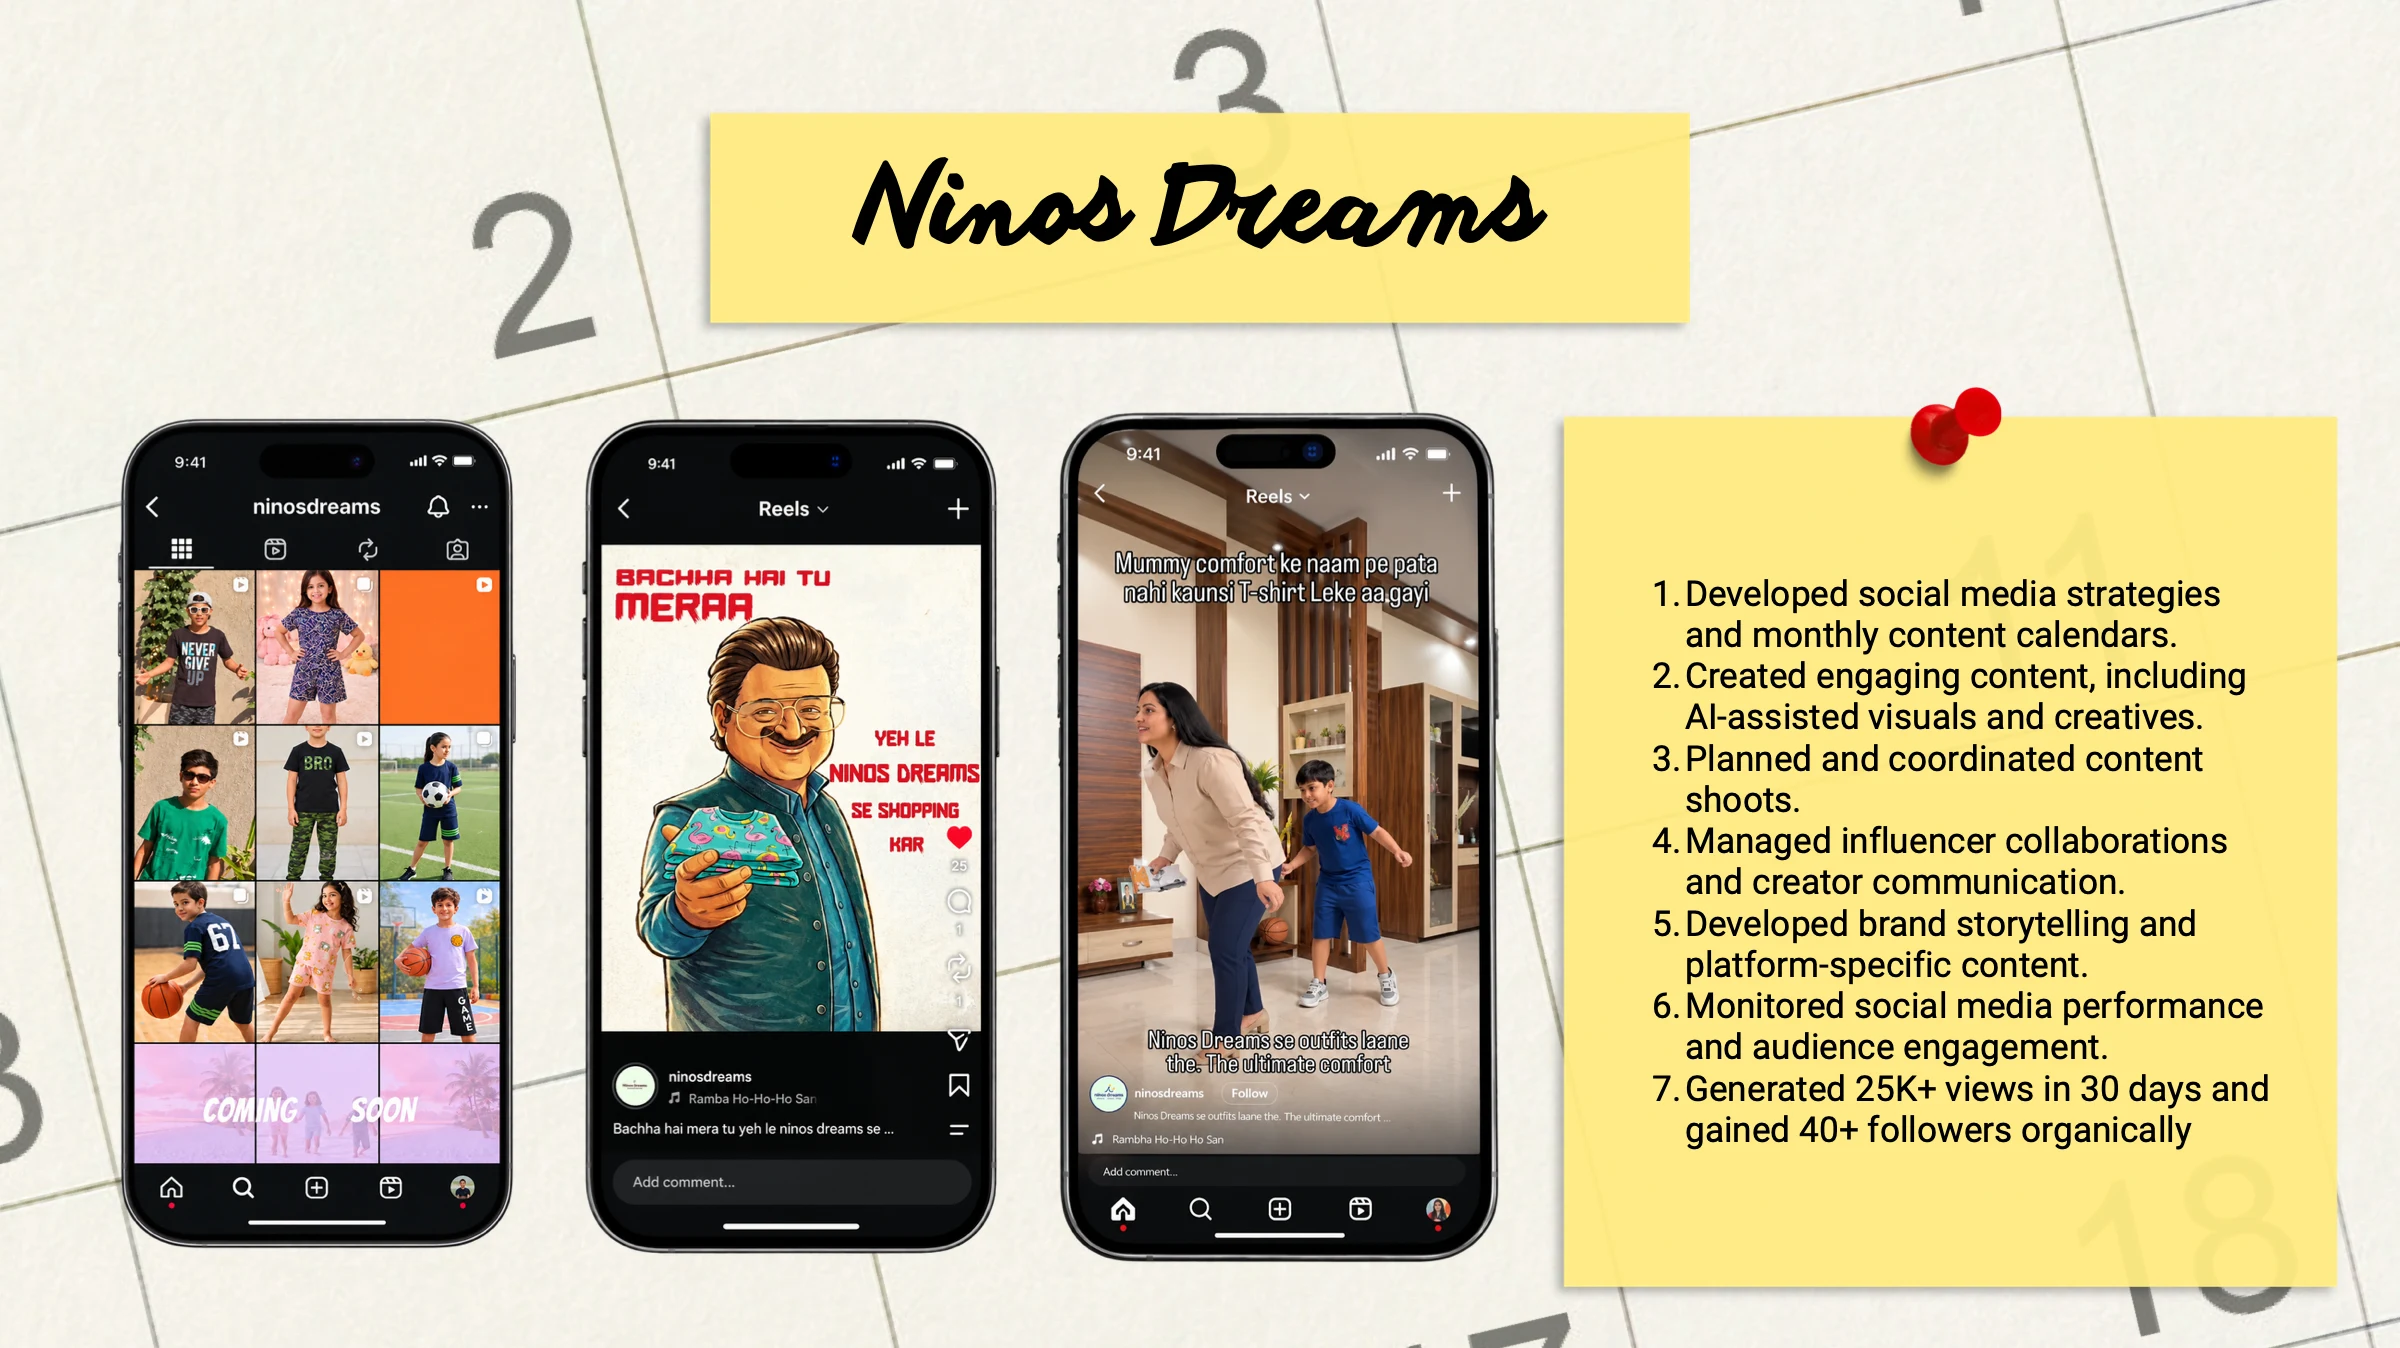 2
3
Ninos Dreams
9:41
ninosdreams
NEVER
GIVE
UP
BRO
67
GAME
COMING SOON
9:41
Reels
BACHHA HAI TU
MERAA
YEH LE
NINOS DREAMS
SE SHOPPING
KAR
25
1
1
ninosdreams
Ramba Ho-Ho-Ho San
Bachha hai mera tu yeh le ninos dreams se ...
Add comment...
9:41
Reels
Mummy comfort ke naam pe pata
nahi kaunsi T-shirt Leke aa gayi
Ninos Dreams se outfits laane
the. The ultimate comfort
ninosdreams Follow
Ninos Dreams se outfits laane the. The ultimate comfort ...
Rambha Ho-Ho Ho San
Add comment...
1. Developed social media strategies
and monthly content calendars.
2. Created engaging content, including
AI-assisted visuals and creatives.
3. Planned and coordinated content
shoots.
4. Managed influencer collaborations
and creator communication.
5. Developed brand storytelling and
platform-specific content.
6. Monitored social media performance
and audience engagement.
7. Generated 25K+ views in 30 days and
gained 40+ followers organically
11
18